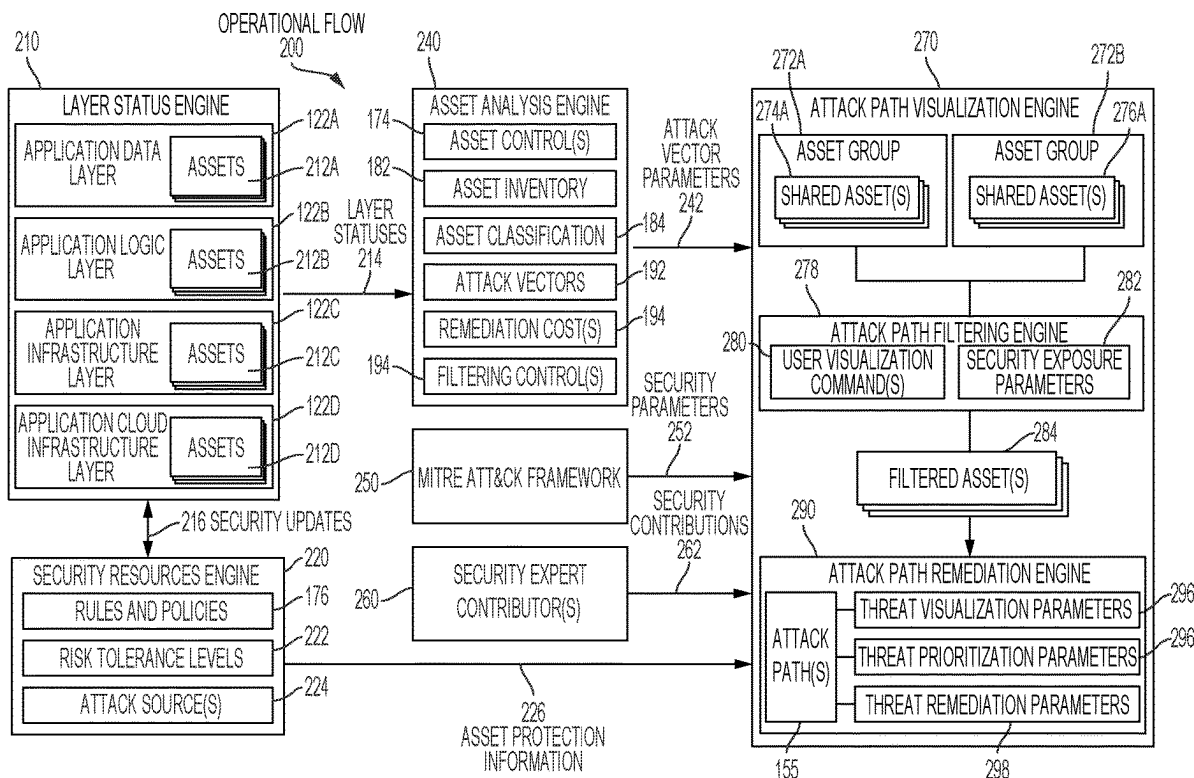 OPERATIONAL FLOW
200
210
LAYER STATUS ENGINE
122A
APPLICATION DATA
LAYER
ASSETS
212A
122B
APPLICATION LOGIC
LAYER
ASSETS
212B
122C
APPLICATION
INFRASTRUCTURE
LAYER
ASSETS
212C
122D
APPLICATION CLOUD
INFRASTRUCTURE
LAYER
ASSETS
212D
216 SECURITY UPDATES
220
SECURITY RESOURCES ENGINE
RULES AND POLICIES
176
RISK TOLERANCE LEVELS
222
ATTACK SOURCE(S)
224
LAYER
STATUSES
214
240
ASSET ANALYSIS ENGINE
174
ASSET CONTROL(S)
182
ASSET INVENTORY
ASSET CLASSIFICATION
184
ATTACK VECTORS
192
REMEDIATION COST(S)
194
194
FILTERING CONTROL(S)
250
MITRE ATT&CK FRAMEWORK
260
SECURITY EXPERT
CONTRIBUTOR(S)
ATTACK
VECTOR
PARAMETERS
242
SECURITY
PARAMETERS
252
SECURITY
CONTRIBUTIONS
262
226
ASSET PROTECTION
INFORMATION
270
272A
272B
ATTACK PATH VISUALIZATION ENGINE
274A
276A
ASSET GROUP
SHARED ASSET(S)
ASSET GROUP
SHARED ASSET(S)
278
282
ATTACK PATH FILTERING ENGINE
280
USER VISUALIZATION
COMMAND(S)
SECURITY EXPOSURE
PARAMETERS
284
FILTERED ASSET(S)
290
ATTACK PATH REMEDIATION ENGINE
ATTACK
PATH(S)
THREAT VISUALIZATION PARAMETERS
296
THREAT PRIORITIZATION PARAMETERS
296
THREAT REMEDIATION PARAMETERS
155
298